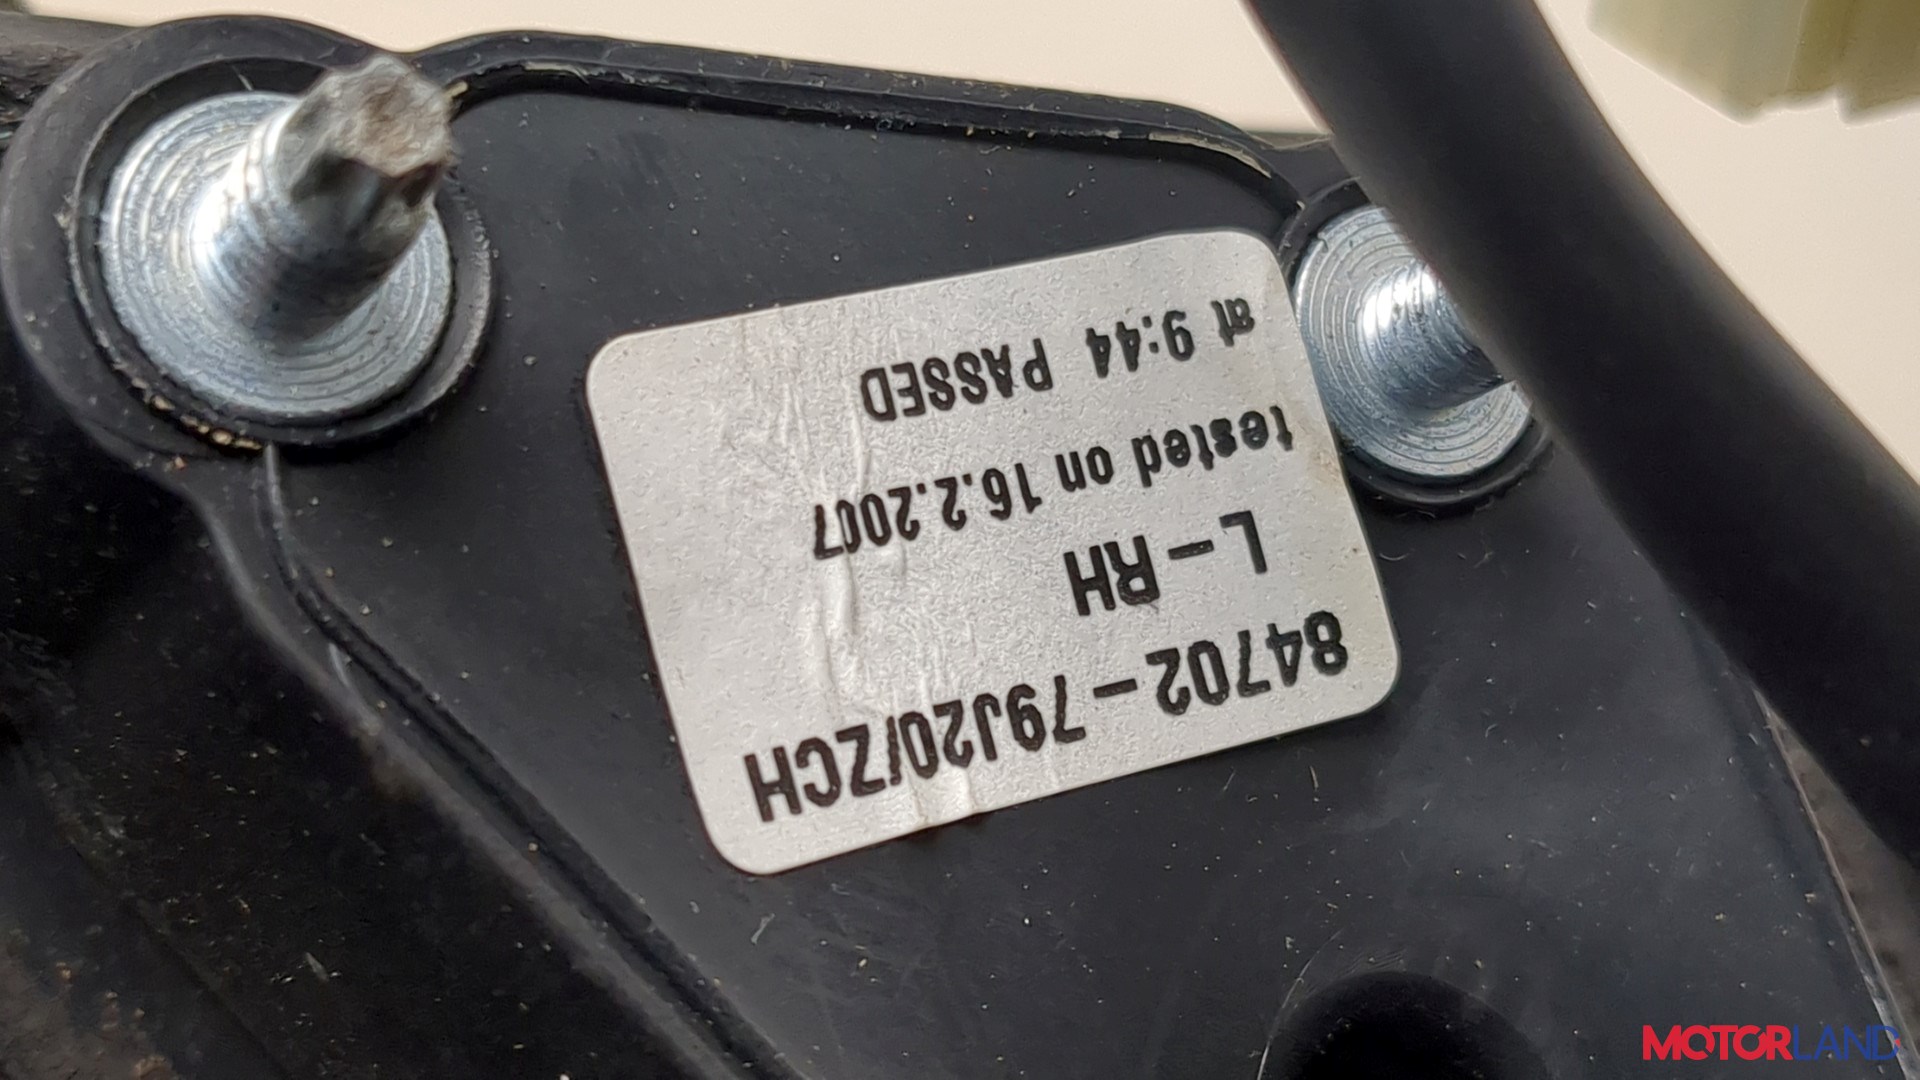 84702-79J20/ZCH
L-RH
tested on 16.2.2007
at 9:44 PASSED
MOTORLAND